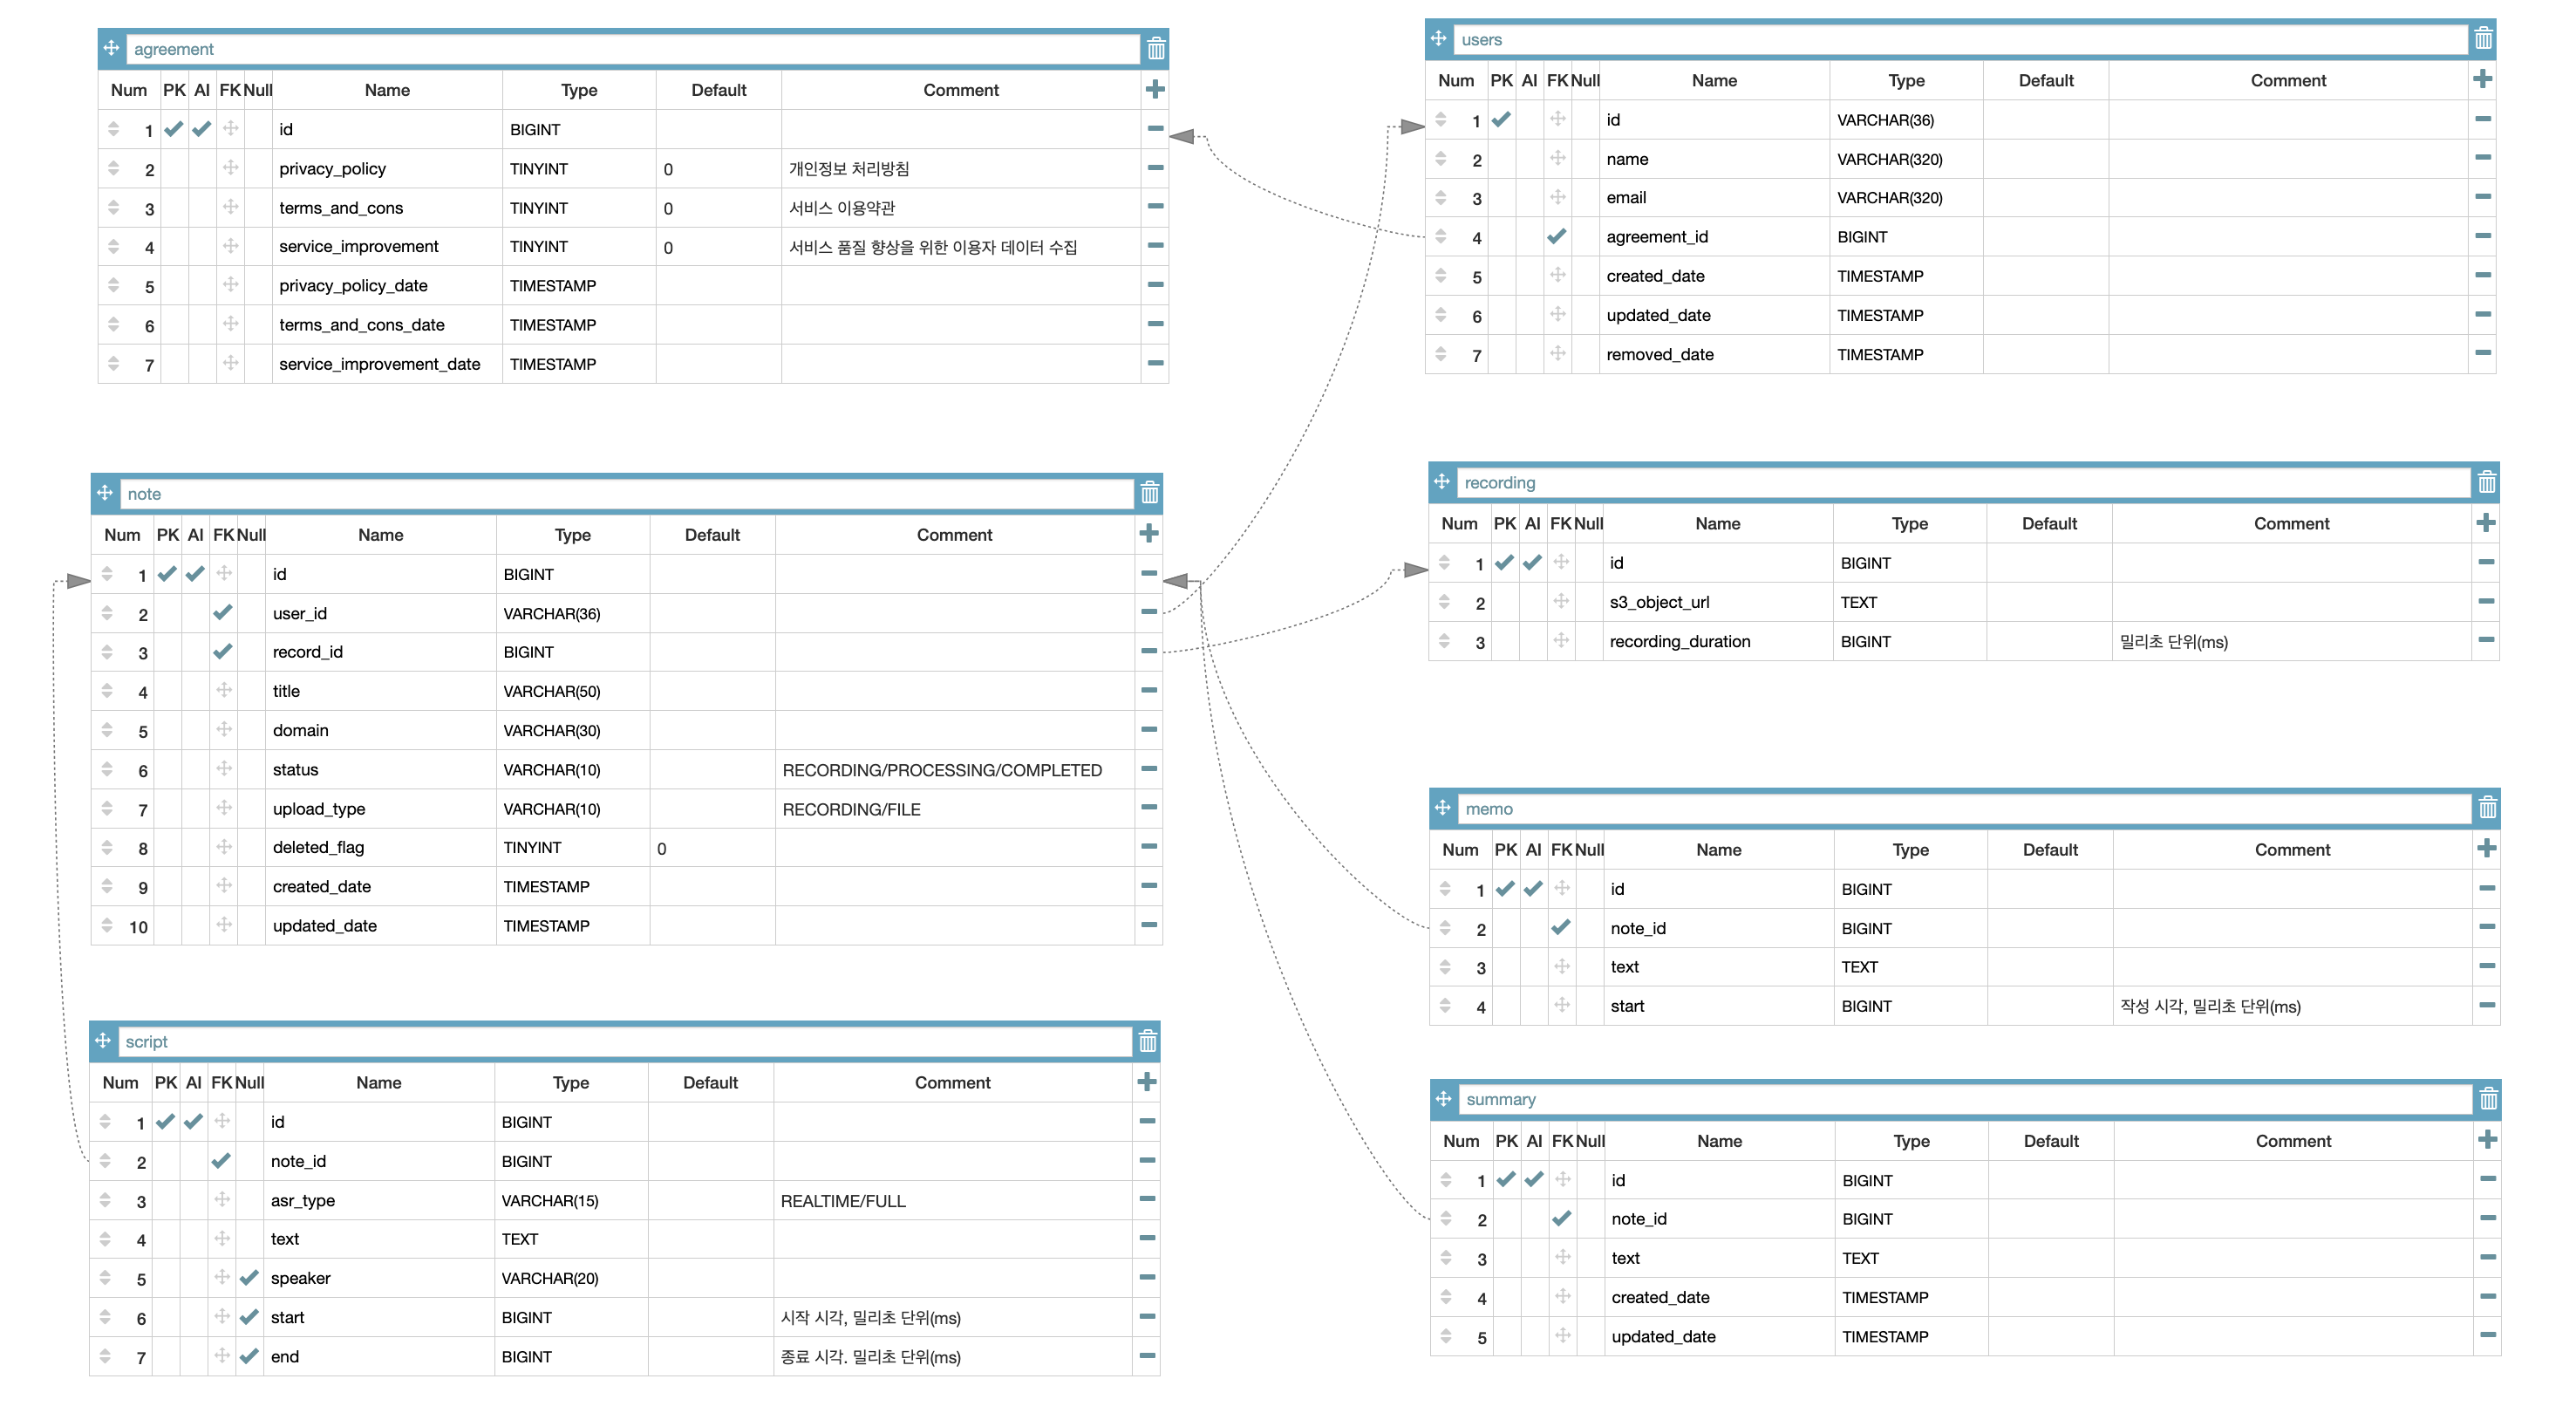 agreement
Num PK AI FK Null Name Type Default Comment
1 id BIGINT
2 privacy_policy TINYINT 0 개인정보 처리방침
3 terms_and_cons TINYINT 0 서비스 이용약관
4 service_improvement TINYINT 0 서비스 품질 향상을 위한 이용자 데이터 수집
5 privacy_policy_date TIMESTAMP
6 terms_and_cons_date TIMESTAMP
7 service_improvement_date TIMESTAMP
users
Num PK AI FK Null Name Type Default Comment
1 id VARCHAR(36)
2 name VARCHAR(320)
3 email VARCHAR(320)
4 agreement_id BIGINT
5 created_date TIMESTAMP
6 updated_date TIMESTAMP
7 removed_date TIMESTAMP
note
Num PK AI FK Null Name Type Default Comment
1 id BIGINT
2 user_id VARCHAR(36)
3 record_id BIGINT
4 title VARCHAR(50)
5 domain VARCHAR(30)
6 status VARCHAR(10) RECORDING/PROCESSING/COMPLETED
7 upload_type VARCHAR(10) RECORDING/FILE
8 deleted_flag TINYINT 0
9 created_date TIMESTAMP
10 updated_date TIMESTAMP
recording
Num PK AI FK Null Name Type Default Comment
1 id BIGINT
2 s3_object_url TEXT
3 recording_duration BIGINT 밀리초 단위(ms)
memo
Num PK AI FK Null Name Type Default Comment
1 id BIGINT
2 note_id BIGINT
3 text TEXT
4 start BIGINT 작성 시각, 밀리초 단위(ms)
script
Num PK AI FK Null Name Type Default Comment
1 id BIGINT
2 note_id BIGINT
3 asr_type VARCHAR(15) REALTIME/FULL
4 text TEXT
5 speaker VARCHAR(20)
6 start BIGINT 시작 시각, 밀리초 단위(ms)
7 end BIGINT 종료 시각. 밀리초 단위(ms)
summary
Num PK AI FK Null Name Type Default Comment
1 id BIGINT
2 note_id BIGINT
3 text TEXT
4 created_date TIMESTAMP
5 updated_date TIMESTAMP